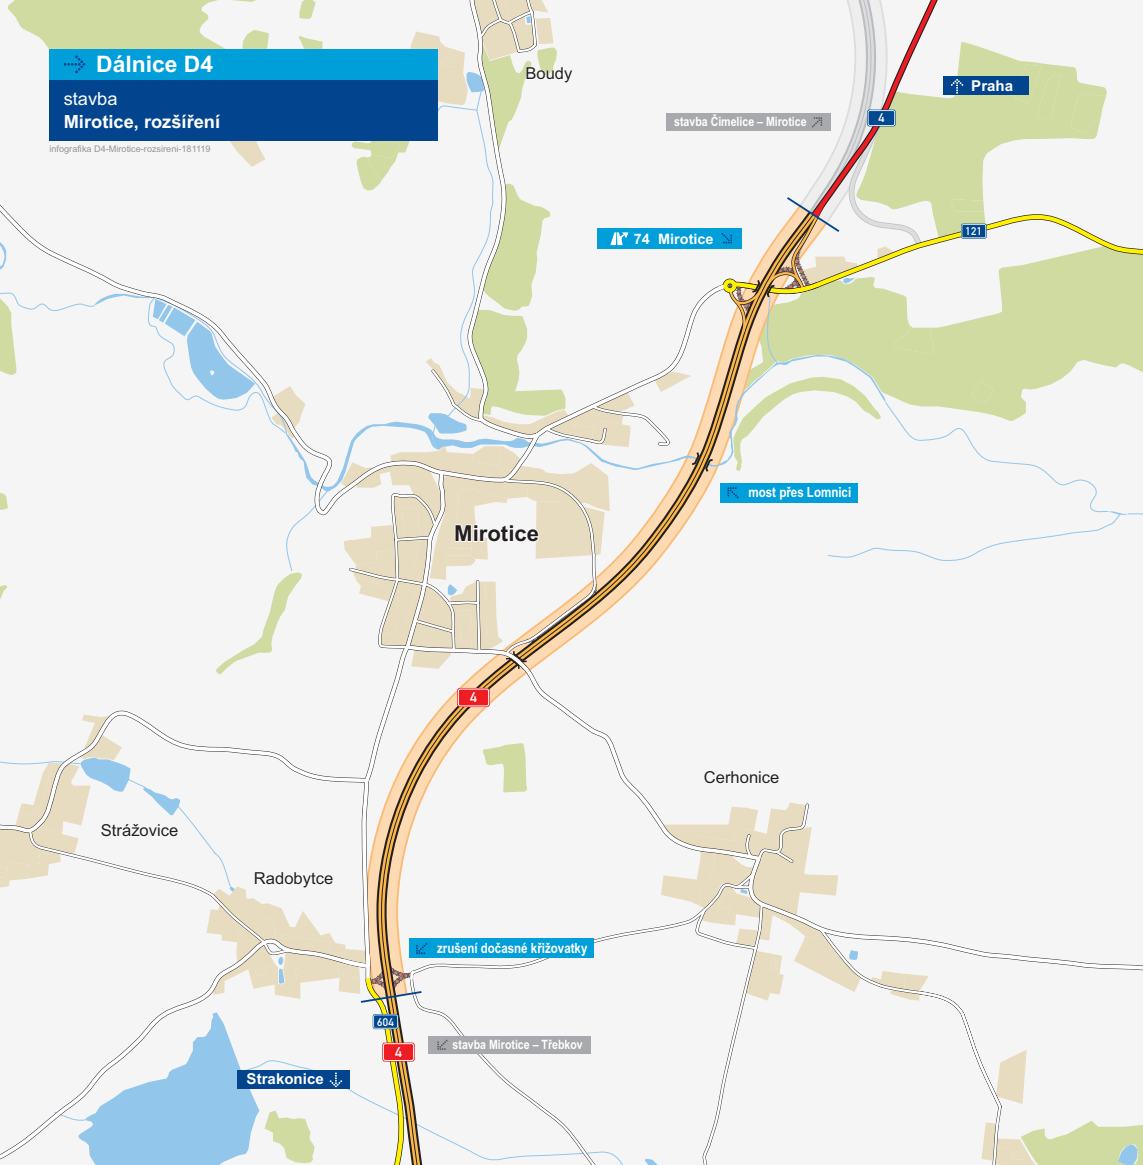 Dálnice D4
stavba
Mirotice, rozšíření
infografika D4-Mirotice-rozsireni-181119
Boudy
Praha
stavba Čimelice – Mirotice
4
74 Mirotice
121
most přes Lomnici
Mirotice
4
Cerhonice
Strážovice
Radobytce
zrušení dočasné křižovatky
604
stavba Mirotice – Třebkov
4
Strakonice